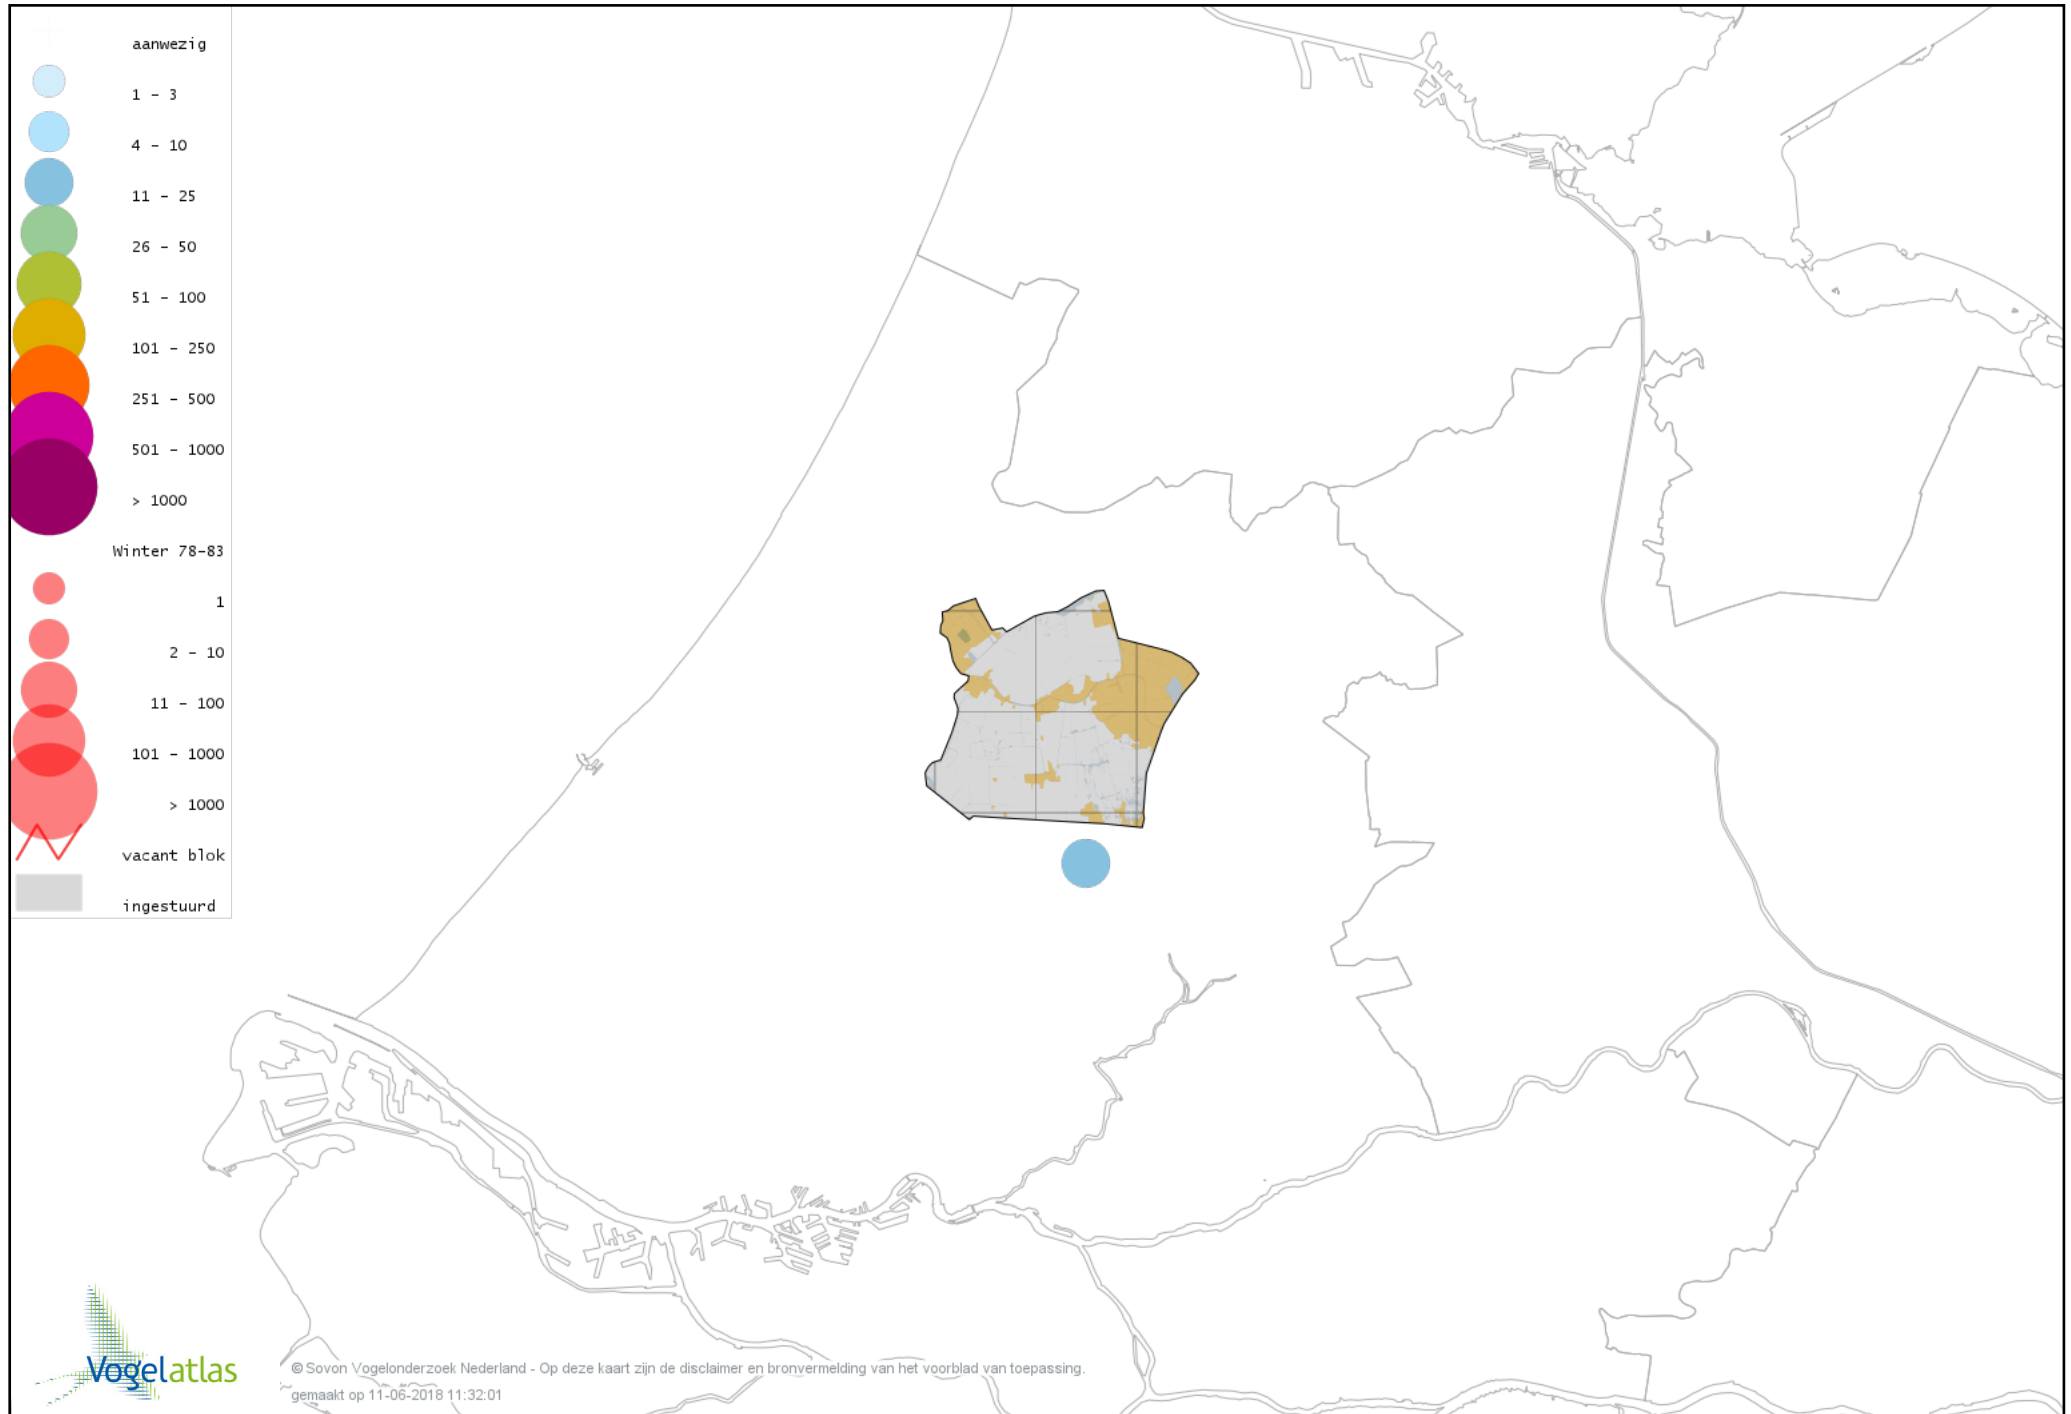 aanwezig
1 - 3
4 - 10
11 - 25
26 - 50
51 - 100
101 - 250
251 - 500
501 - 1000
> 1000
Winter 78-83
1
2 - 10
11 - 100
101 - 1000
> 1000
vacant blok
ingestuurd
Vogelatlas
© Sovon Vogelonderzoek Nederland - Op deze kaart zijn de disclaimer en bronvermelding van het voorblad van toepassing.
gemaakt op 11-06-2018 11:32:01